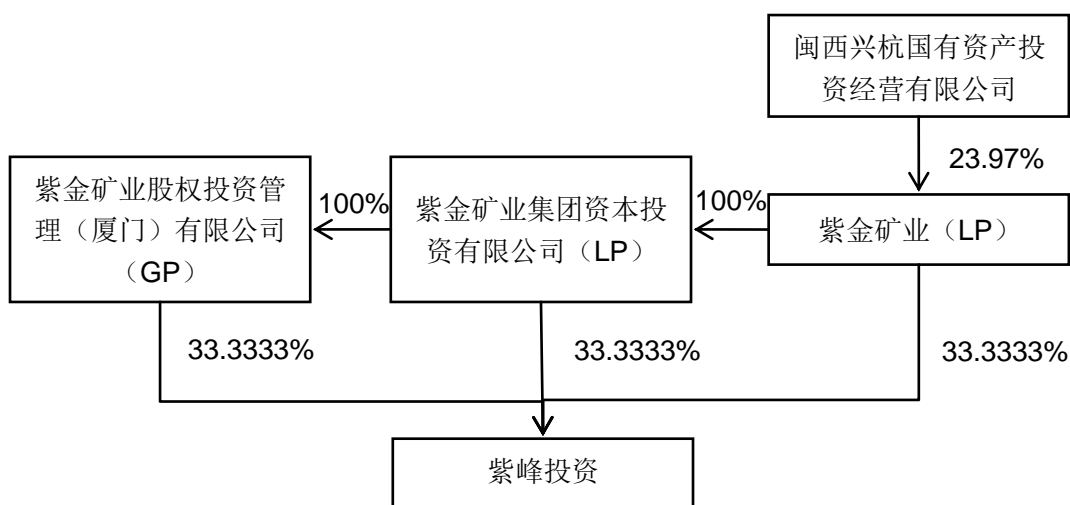 闽西兴杭国有资产投
资经营有限公司
23.97%
紫金矿业股权投资管
理（厦门）有限公司
（GP）
100%
紫金矿业集团资本投
资有限公司（LP）
100%
紫金矿业（LP）
33.3333%
33.3333%
33.3333%
紫峰投资